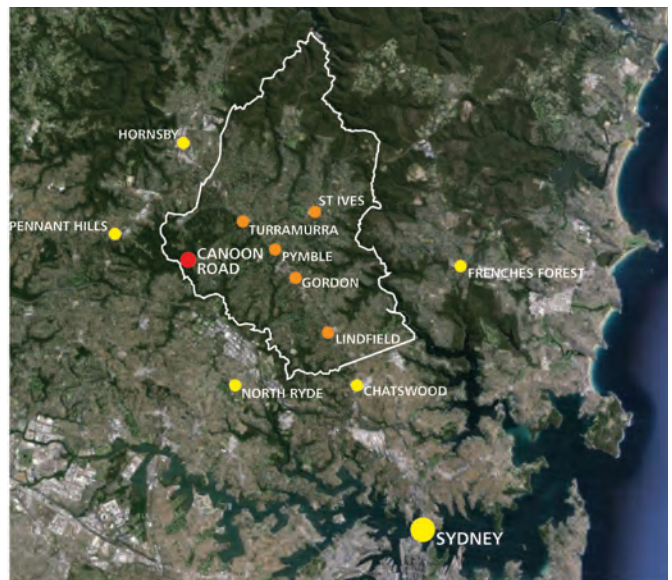 HORNSBY
ST IVES
TURRAMURRA
PENNANT HILLS
CANOON
ROAD
PYMBLE
FRENCHES FOREST
GORDON
LINDFIELD
NORTH RYDE
CHATSWOOD
SYDNEY